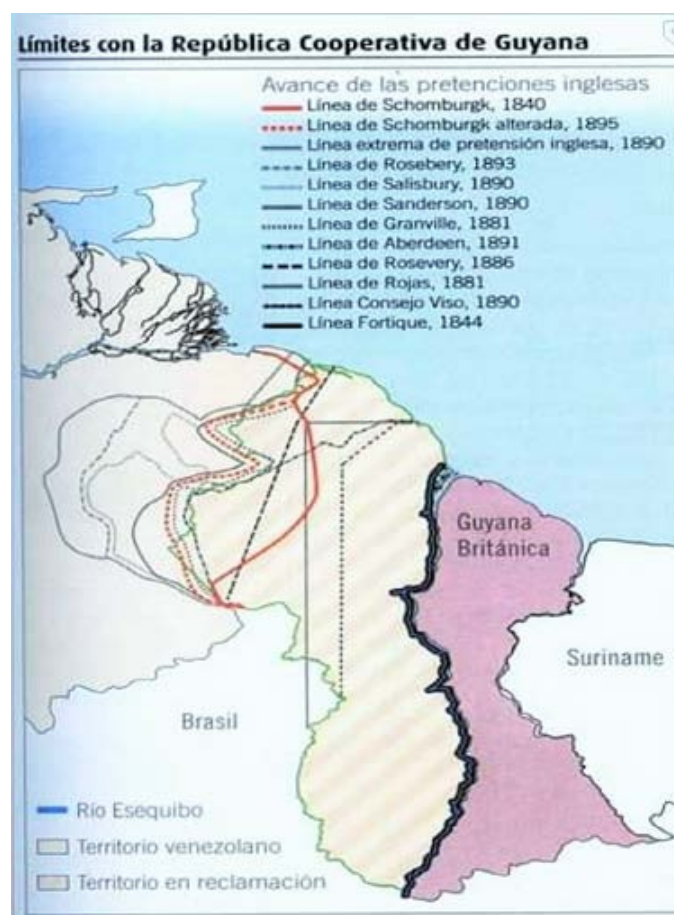 Límites con la República Cooperativa de Guyana
Avance de las pretenciones inglesas
Línea de Schomburgk, 1840
Línea de Schomburgk alterada, 1895
Línea extrema de pretensión inglesa, 1890
Línea de Rosebery, 1893
Línea de Salisbury, 1890
Línea de Sanderson, 1890
Línea de Granville, 1881
Línea de Aberdeen, 1891
Línea de Rosevery, 1886
Línea de Rojas, 1881
Línea Consejo Viso, 1890
Línea Fortique, 1844
Guyana
Británica
Suriname
Brasil
Río Esequibo
Territorio venezolano
Territorio en reclamación